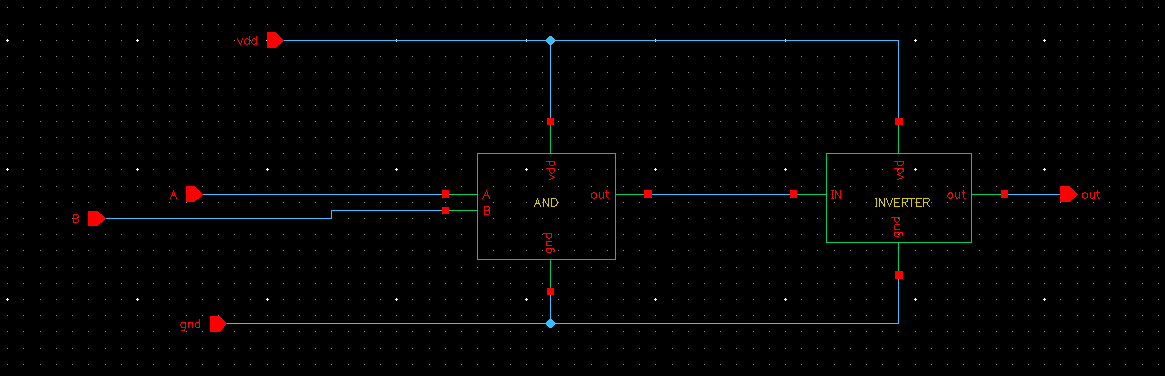 vdd
vdd
vdd
A
A
out
IN
out
out
AND
INVERTER
B
B
gnd
gnd
gnd